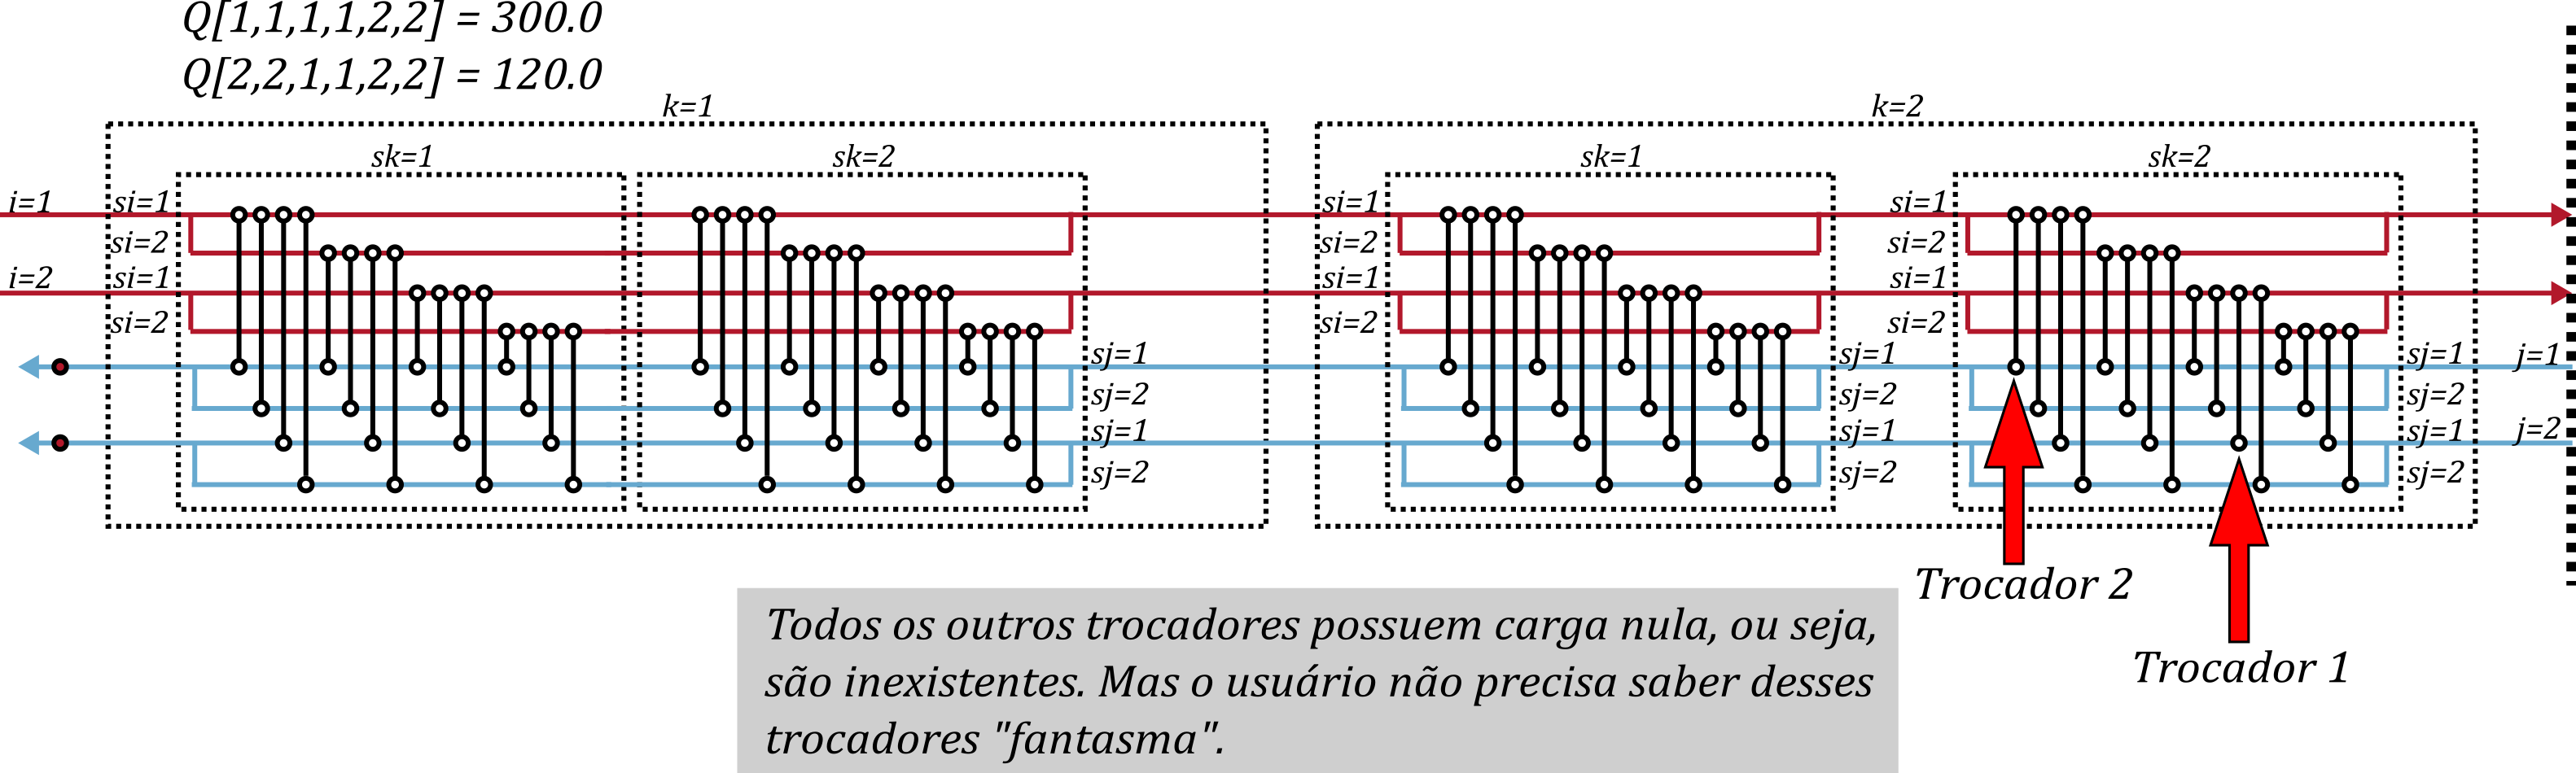 Q[1,1,1,1,2,2] = 300.0
Q[2,2,1,1,2,2] = 120.0
k=1
k=2
sk=1
sk=2
sk=1
sk=2
i=1
si=1
si=1
si=1
si=2
si=2
si=2
i=2
si=1
si=1
si=1
si=2
si=2
si=2
sj=1
sj=1
sj=1
j=1
sj=2
sj=2
sj=2
sj=1
sj=1
sj=1
j=2
sj=2
sj=2
sj=2
Trocador 2
Trocador 1
Todos os outros trocadores possuem carga nula, ou seja,
são inexistentes. Mas o usuário não precisa saber desses
trocadores "fantasma".